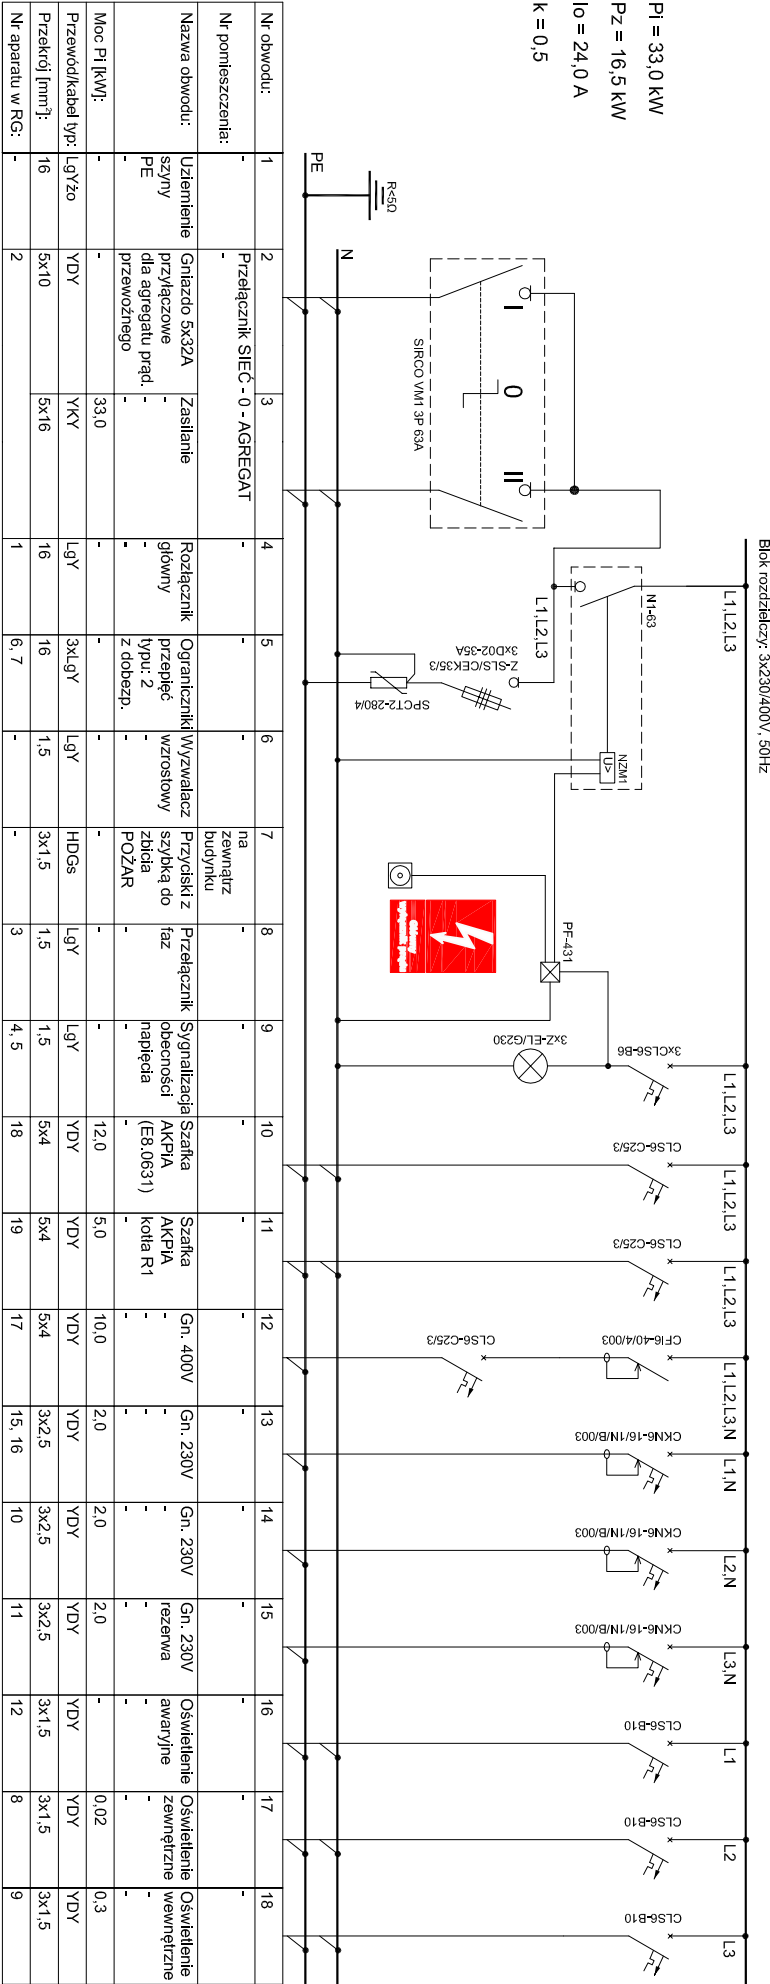 Pi = 33,0 kW
Pz = 16,5 kW
Io = 24,0 A
k = 0,5
Blok rozdzielczy: 3x230/400V, 50Hz
L1,L2,L3
L1,L2,L3
L1,L2,L3
L1,L2,L3
L1,L2,L3,N
L1,N
L2,N
L3,N
L1
L2
L3
N1-63
NZM1
U>
L1,L2,L3
I
0
II
SIRCO VM1 3P 63A
Z-SLS/CEK35/3
3xD02-35A
SPCT2-280/4
PF-431
Główny
wyłącznik prądu
3xCLS6-B6
3xZ-EL/G230
CLS6-C25/3
CLS6-C25/3
CFI6-40/4/003
CLS6-C25/3
CKN6-16/1N/B/003
CKN6-16/1N/B/003
CKN6-16/1N/B/003
CLS6-B10
CLS6-B10
CLS6-B10
R<5Ω
PE
N
Nr obwodu: 1 2 3 4 5 6 7 8 9 10 11 12 13 14 15 16 17 18
Przełącznik SIEĆ - 0 - AGREGAT
Nr pomieszczenia: - - - - - na zewnątrz budynku - - - - - - - - - - -
Nazwa obwodu:
Uziemienie
szyny
PE
-
Gniazdo 5x32A
przyłączowe
dla agregatu prąd.
przewoźnego
Zasilanie
-
-
-
Rozłącznik
główny
-
-
Ograniczniki
przepięć
typu: 2
z dobezp.
Wyzwalacz
wzrostowy
-
-
Przyciski z
szybką do
zbicia
POŻAR
Przełącznik
faz
-
-
Sygnalizacja
obecności
napięcia
-
Szafka
AKPiA
(E8.0631)
-
Szafka
AKPiA
kotła R1
-
Gn. 400V
-
-
-
Gn. 230V
-
-
-
Gn. 230V
-
-
-
Gn. 230V
rezerwa
-
-
Oświetlenie
awaryjne
-
-
Oświetlenie
zewnętrzne
-
-
Oświetlenie
wewnętrzne
-
-
Moc Pi [kW]: - - 33,0 - - - - - - 12,0 5,0 10,0 2,0 2,0 2,0 - 0,02 0,3
Przewód/kabel typ: LgYżo YDY YKY LgY 3xLgY LgY HDGs LgY LgY YDY YDY YDY YDY YDY YDY YDY YDY YDY
Przekrój [mm²]: 16 5x10 5x16 16 16 1,5 3x1,5 1,5 1,5 5x4 5x4 5x4 3x2,5 3x2,5 3x2,5 3x1,5 3x1,5 3x1,5
Nr aparatu w RG: - 2 1 6, 7 - - 3 4, 5 18 19 17 15, 16 10 11 12 8 9